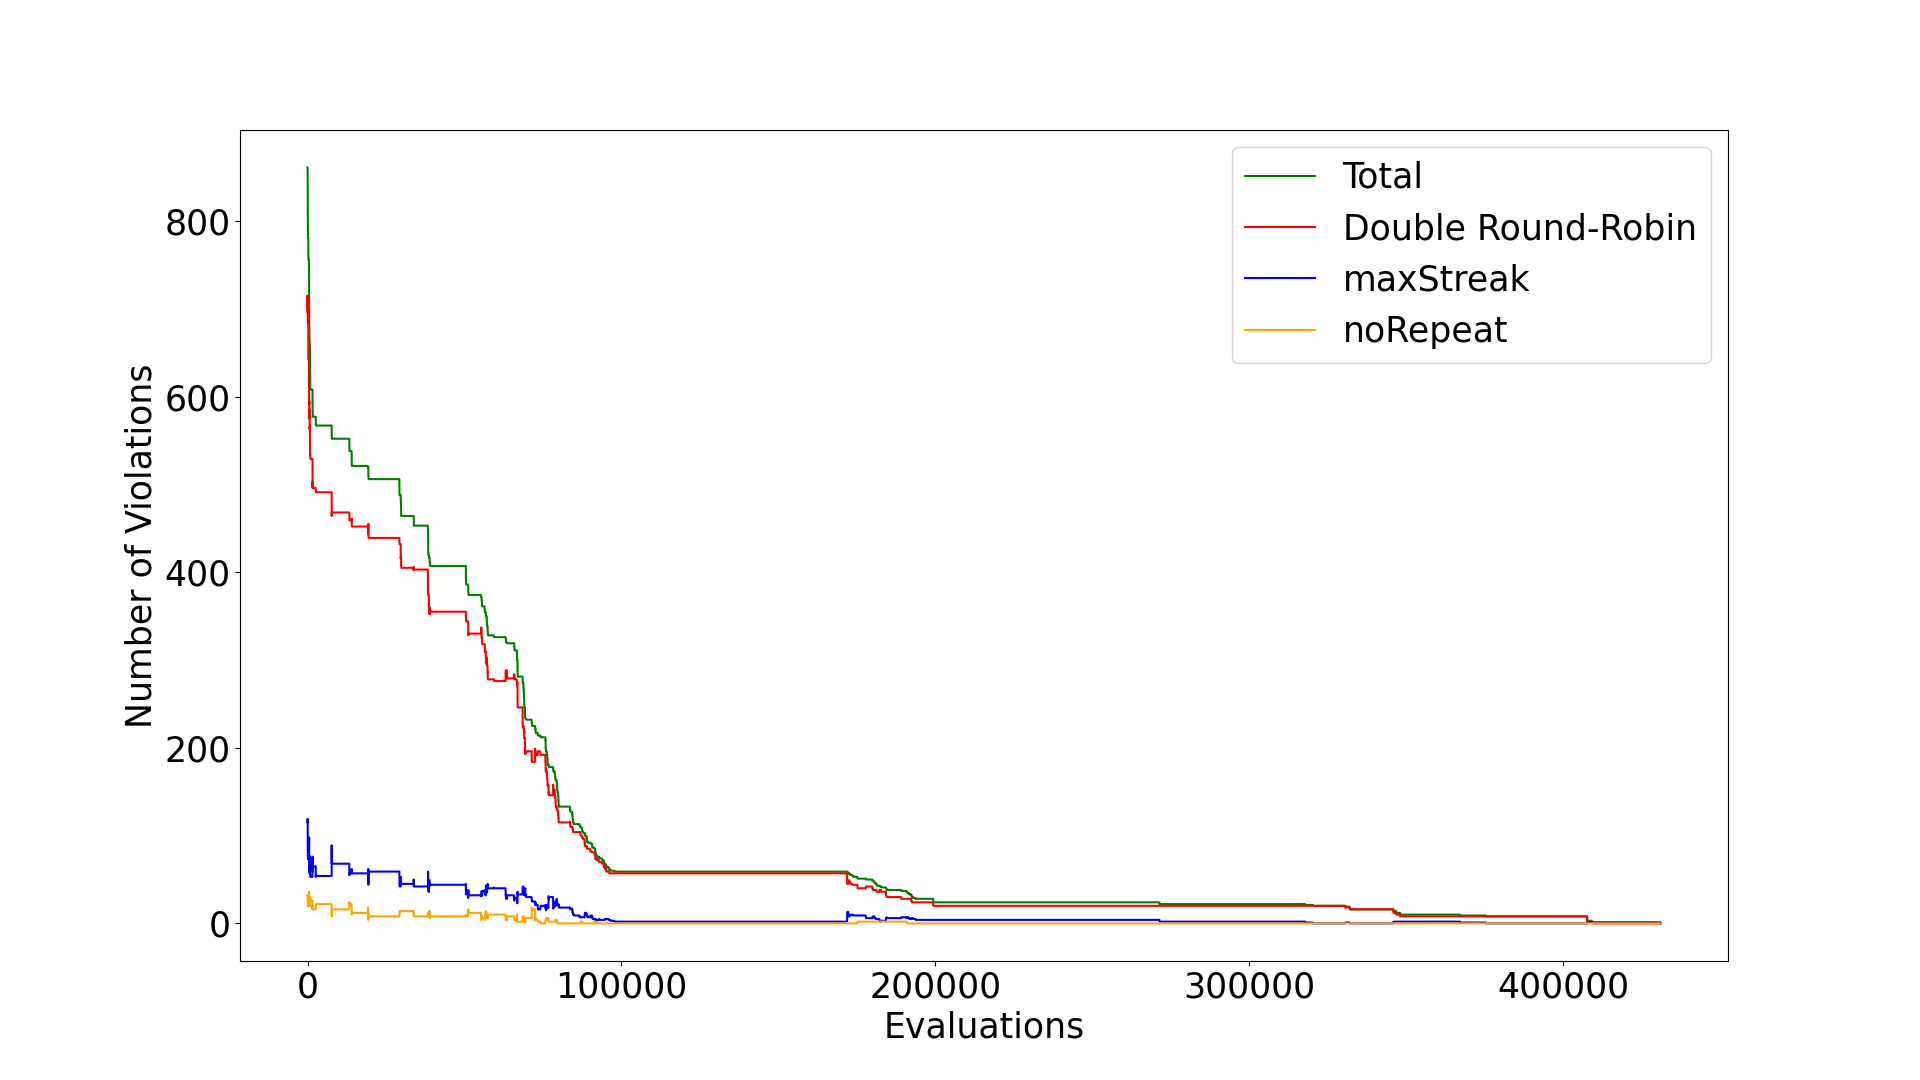 Total
Double Round-Robin
maxStreak
noRepeat
800
600
400
200
0
Number of Violations
0 100000 200000 300000 400000
Evaluations